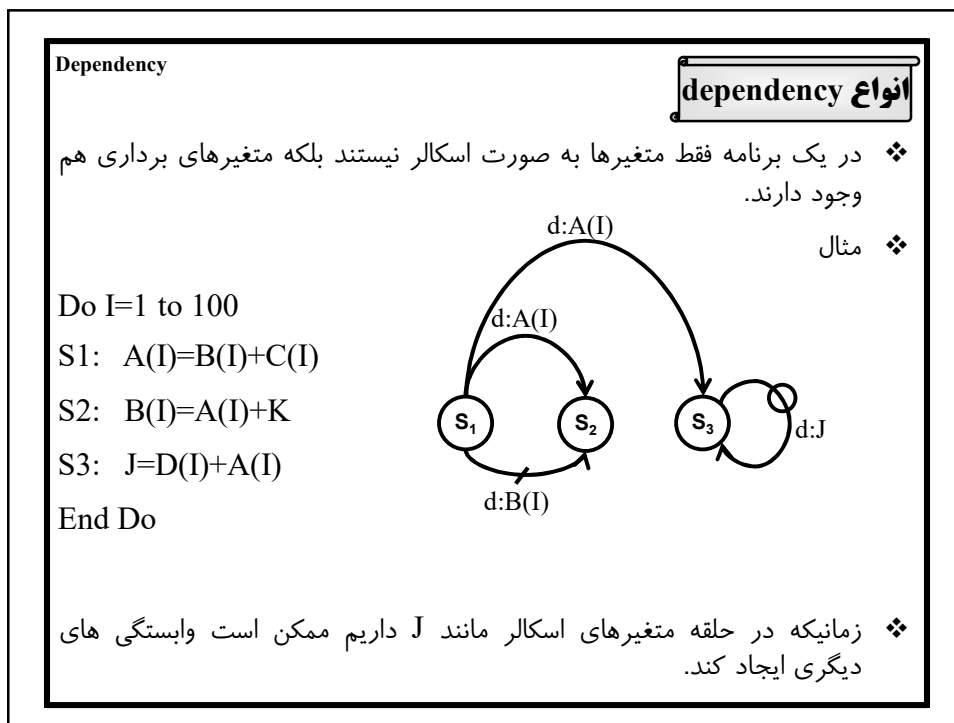 Dependency
انواع dependency
❖ در یک برنامه فقط متغیرها به صورت اسکالر نیستند بلکه متغیرهای برداری هم
وجود دارند.
❖ مثال
d:A(I)
d:A(I)
Do I=1 to 100
S1: A(I)=B(I)+C(I)
S2: B(I)=A(I)+K
S3: J=D(I)+A(I)
End Do
S₁
S₂
S₃
d:J
d:B(I)
❖ زمانیکه در حلقه متغیرهای اسکالر مانند J داریم ممکن است وابستگی های
دیگری ایجاد کند.